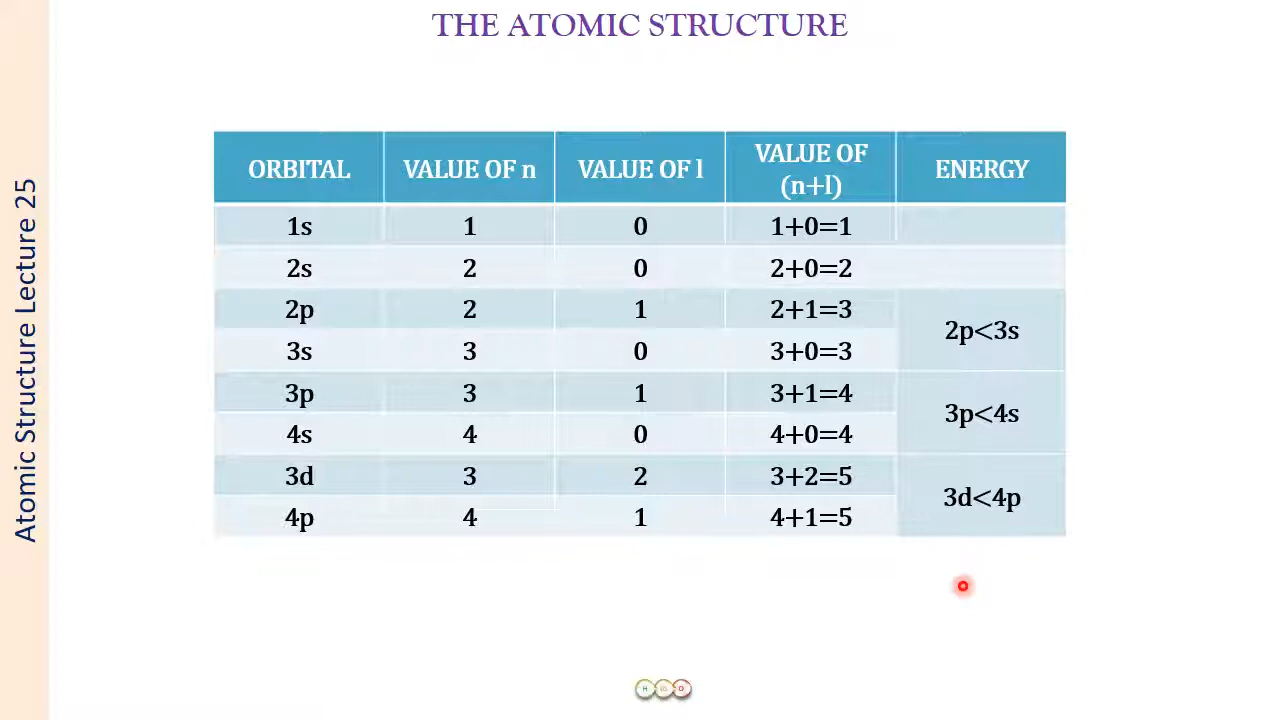 THE ATOMIC STRUCTURE
Atomic Structure Lecture 25
ORBITAL VALUE OF n VALUE OF l VALUE OF (n+l) ENERGY
1s 1 0 1+0=1
2s 2 0 2+0=2
2p 2 1 2+1=3
2p<3s
3s 3 0 3+0=3
3p 3 1 3+1=4
3p<4s
4s 4 0 4+0=4
3d 3 2 3+2=5
3d<4p
4p 4 1 4+1=5